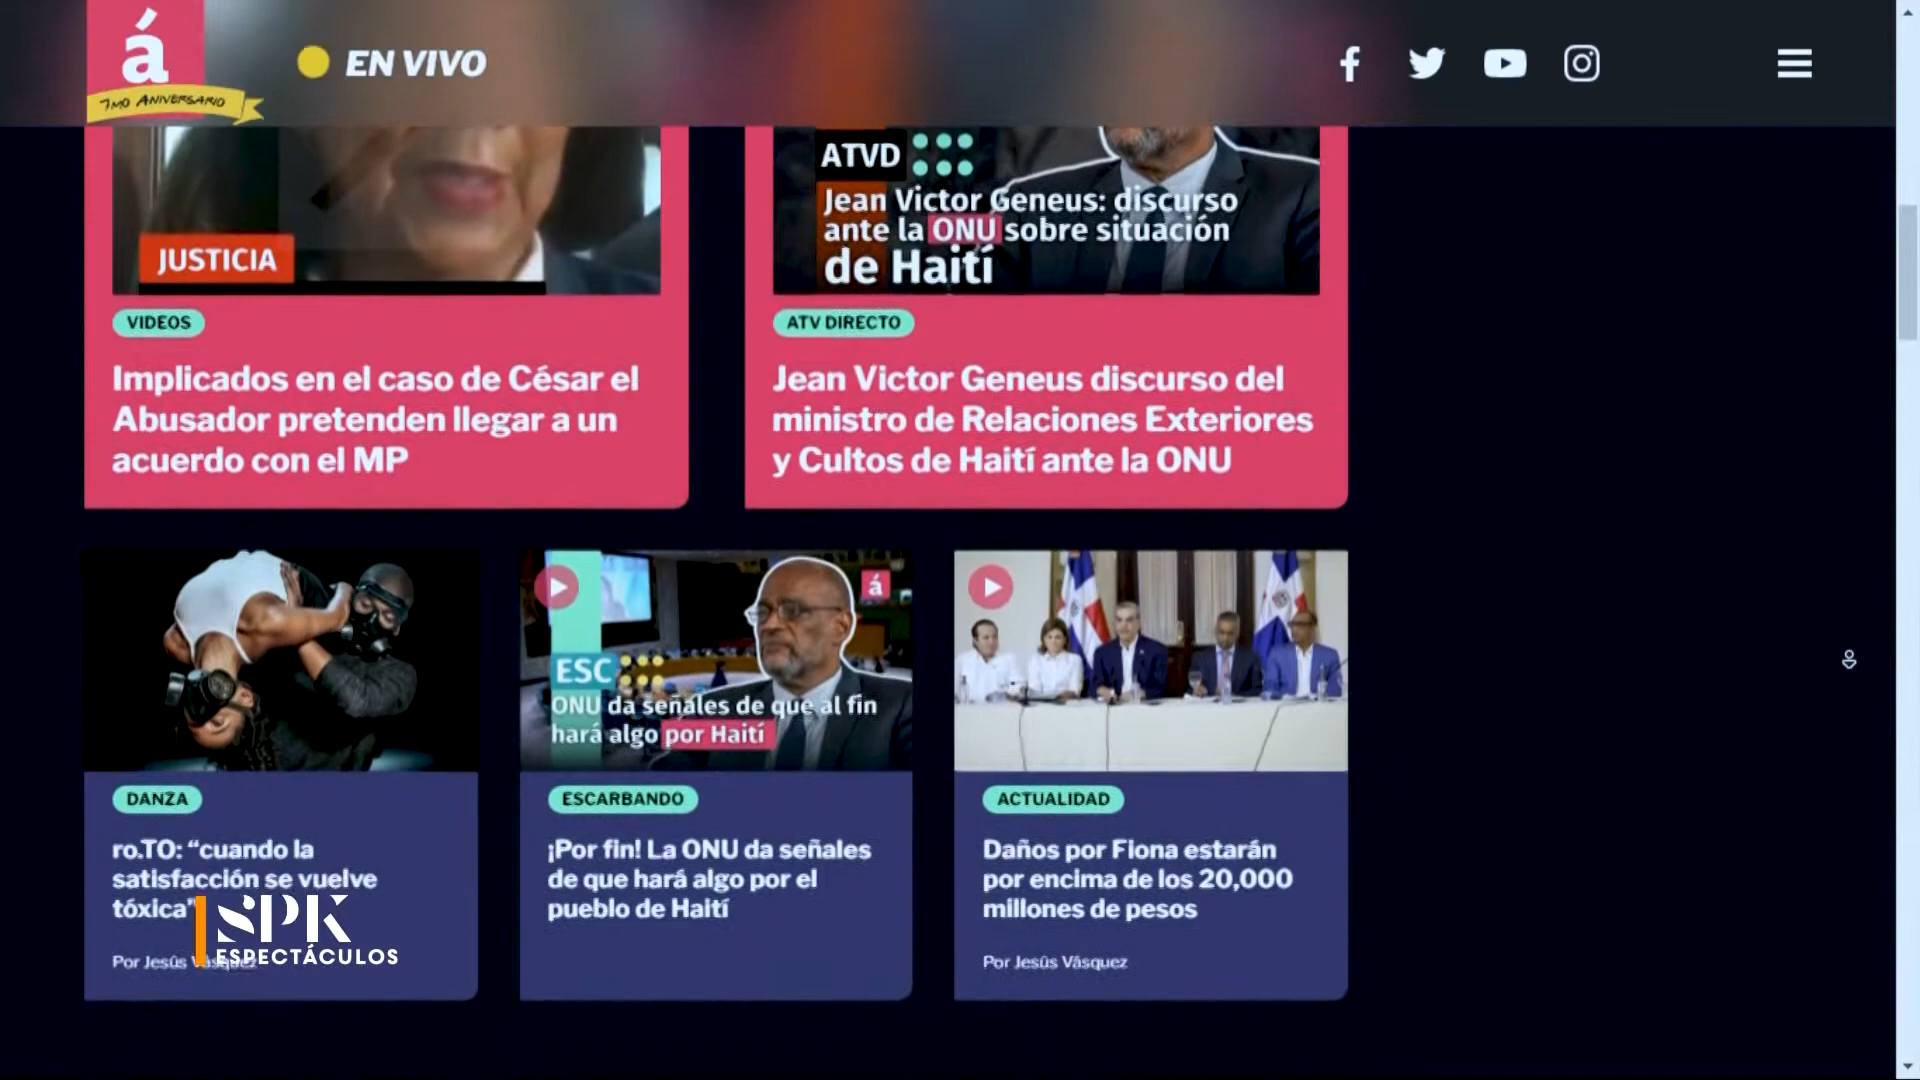 á
7MO ANIVERSARIO
EN VIVO
JUSTICIA
VIDEOS
Implicados en el caso de César el
Abusador pretenden llegar a un
acuerdo con el MP
ATVD
Jean Victor Geneus: discurso
ante la ONU sobre situación
de Haití
ATV DIRECTO
Jean Victor Geneus discurso del
ministro de Relaciones Exteriores
y Cultos de Haití ante la ONU
DANZA
ro.TO: “cuando la
satisfacción se vuelve
tóxica”
Por Jesús Vásquez
SPK
ESPECTÁCULOS
á
ESC
ONU da señales de que al fin
hará algo por Haití
ESCARBANDO
¡Por fin! La ONU da señales
de que hará algo por el
pueblo de Haití
ACTUALIDAD
Daños por Fiona estarán
por encima de los 20,000
millones de pesos
Por Jesús Vásquez